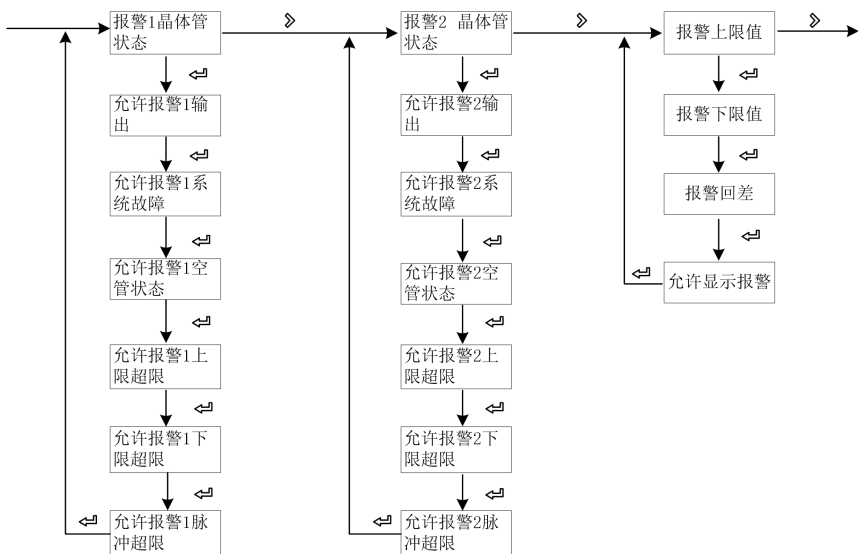 报警1晶体管
状态
允许报警1输
出
允许报警1系
统故障
允许报警1空
管状态
允许报警1上
限超限
允许报警1下
限超限
允许报警1脉
冲超限
报警2 晶体管
状态
允许报警2输
出
允许报警2系
统故障
允许报警2空
管状态
允许报警2上
限超限
允许报警2下
限超限
允许报警2脉
冲超限
报警上限值
报警下限值
报警回差
允许显示报警